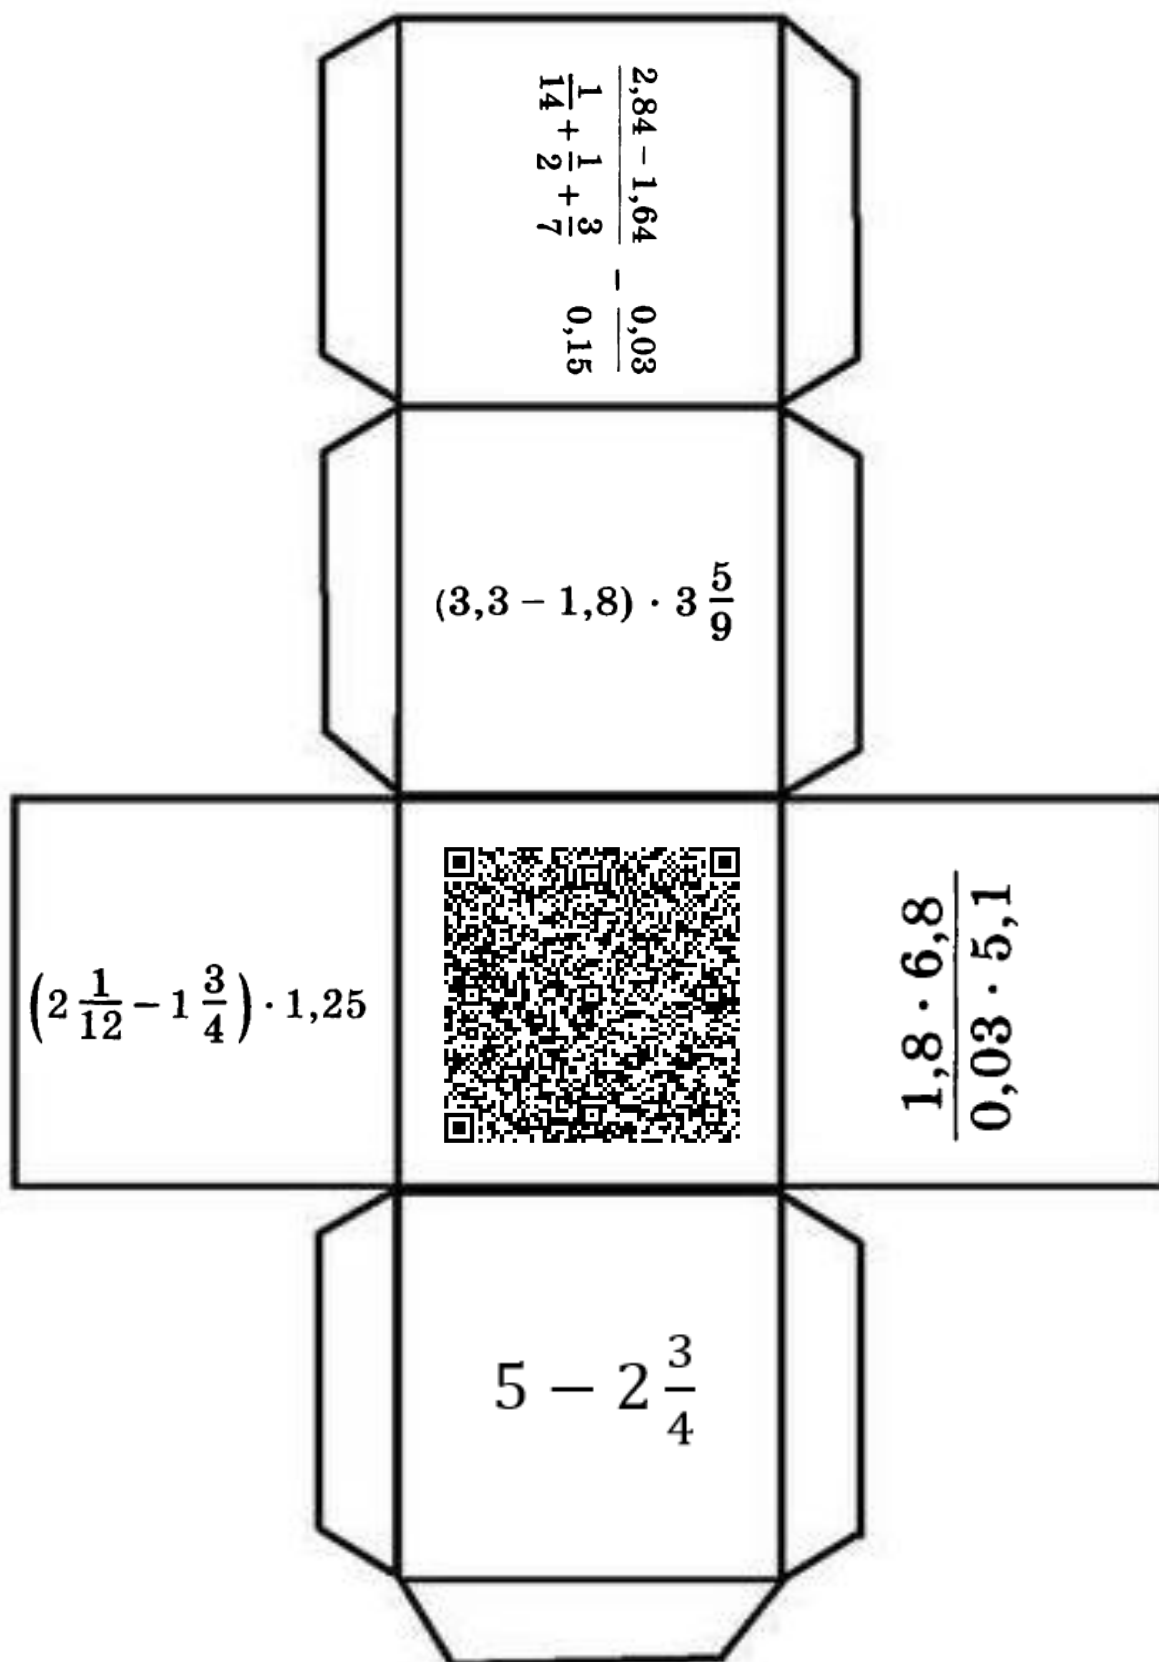 2,84 − 1,64
1/14 + 1/2 + 3/7
−
0,03
0,15
(3,3 − 1,8) · 3 5/9
(2 1/12 − 1 3/4) · 1,25
1,8 · 6,8
0,03 · 5,1
5 − 2 3/4